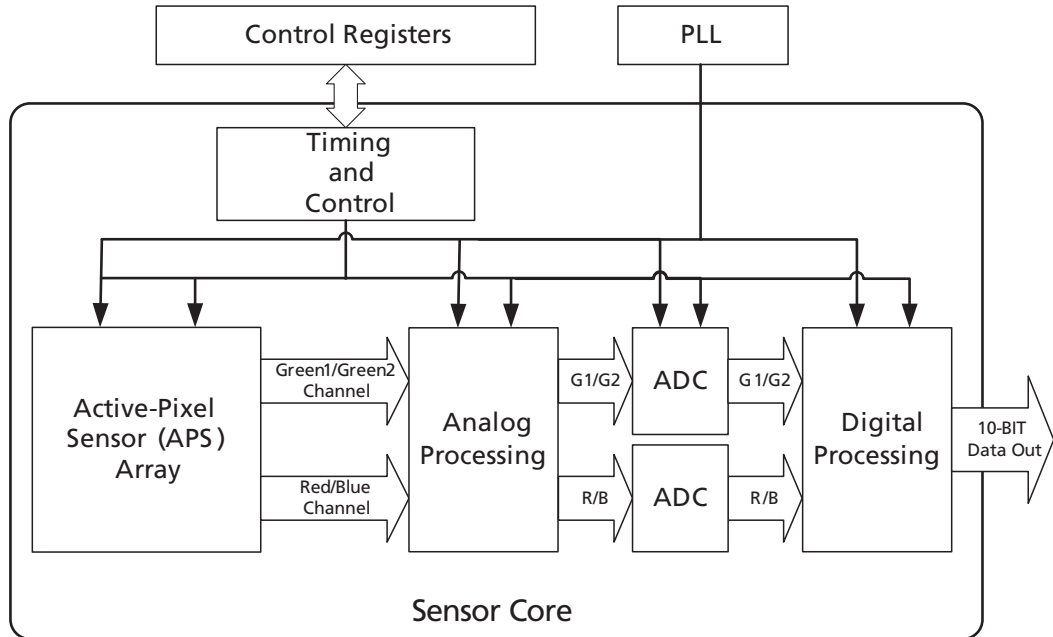 Control Registers
PLL
Timing
and
Control
Active-Pixel
Sensor (APS)
Array
Green1/Green2
Channel
Red/Blue
Channel
Analog
Processing
G1/G2
R/B
ADC
ADC
G1/G2
R/B
Digital
Processing
10-BIT
Data Out
Sensor Core